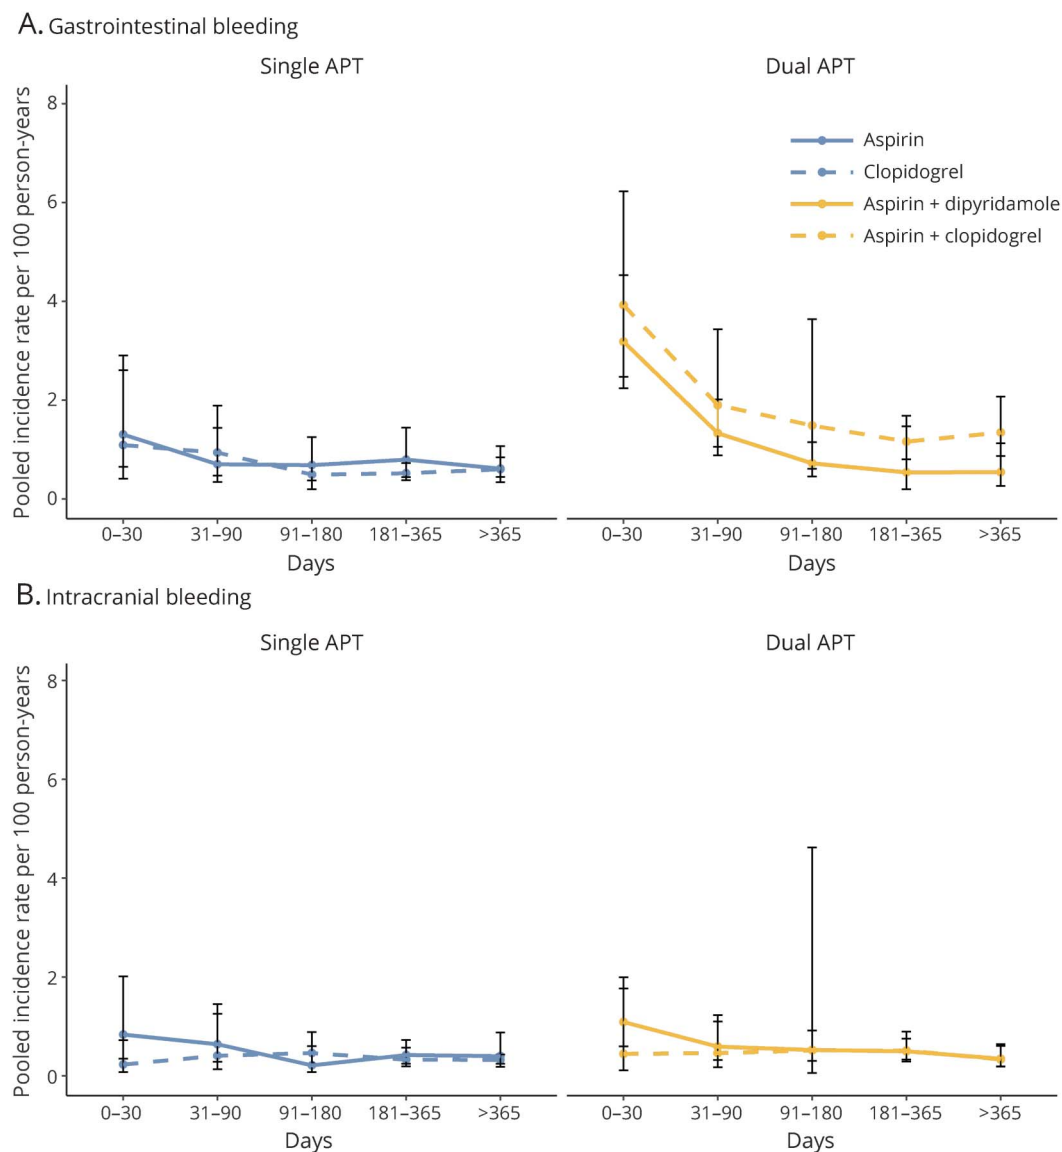 A. Gastrointestinal bleeding
Single APT
Dual APT
Pooled incidence rate per 100 person-years
8
6
4
2
0
Aspirin
Clopidogrel
Aspirin + dipyridamole
Aspirin + clopidogrel
0–30 31–90 91–180 181–365 >365
Days
0–30 31–90 91–180 181–365 >365
Days
B. Intracranial bleeding
Single APT
Dual APT
Pooled incidence rate per 100 person-years
8
6
4
2
0
0–30 31–90 91–180 181–365 >365
Days
0–30 31–90 91–180 181–365 >365
Days